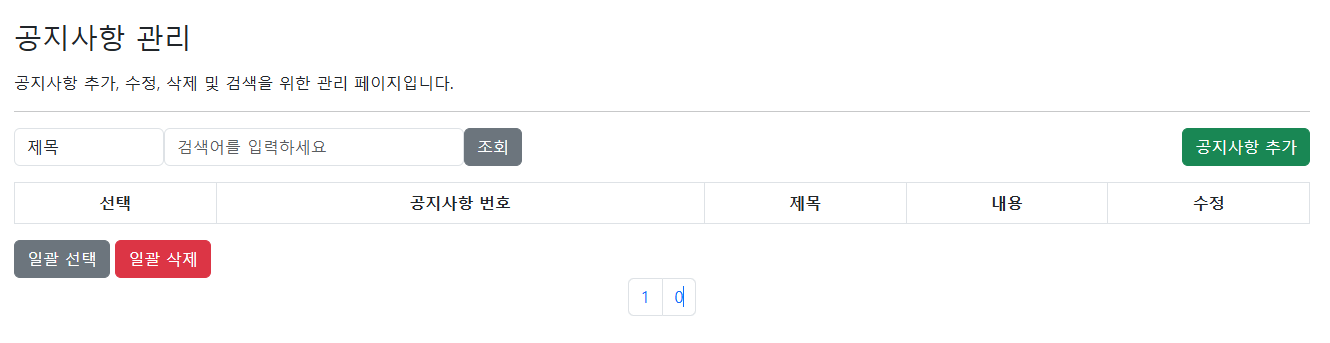 공지사항 관리
공지사항 추가, 수정, 삭제 및 검색을 위한 관리 페이지입니다.
제목 검색어를 입력하세요 조회 공지사항 추가
선택 공지사항 번호 제목 내용 수정
일괄 선택 일괄 삭제
1 0